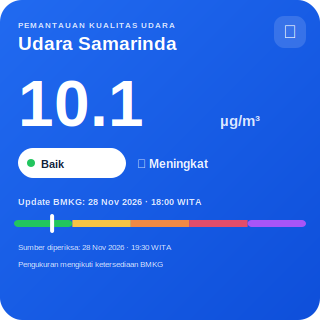 PEMANTAUAN KUALITAS UDARA
Udara Samarinda
10.1 µg/m³
Baik
Meningkat
Update BMKG: 28 Nov 2026 · 18:00 WITA
Sumber diperiksa: 28 Nov 2026 · 19:30 WITA
Pengukuran mengikuti ketersediaan BMKG